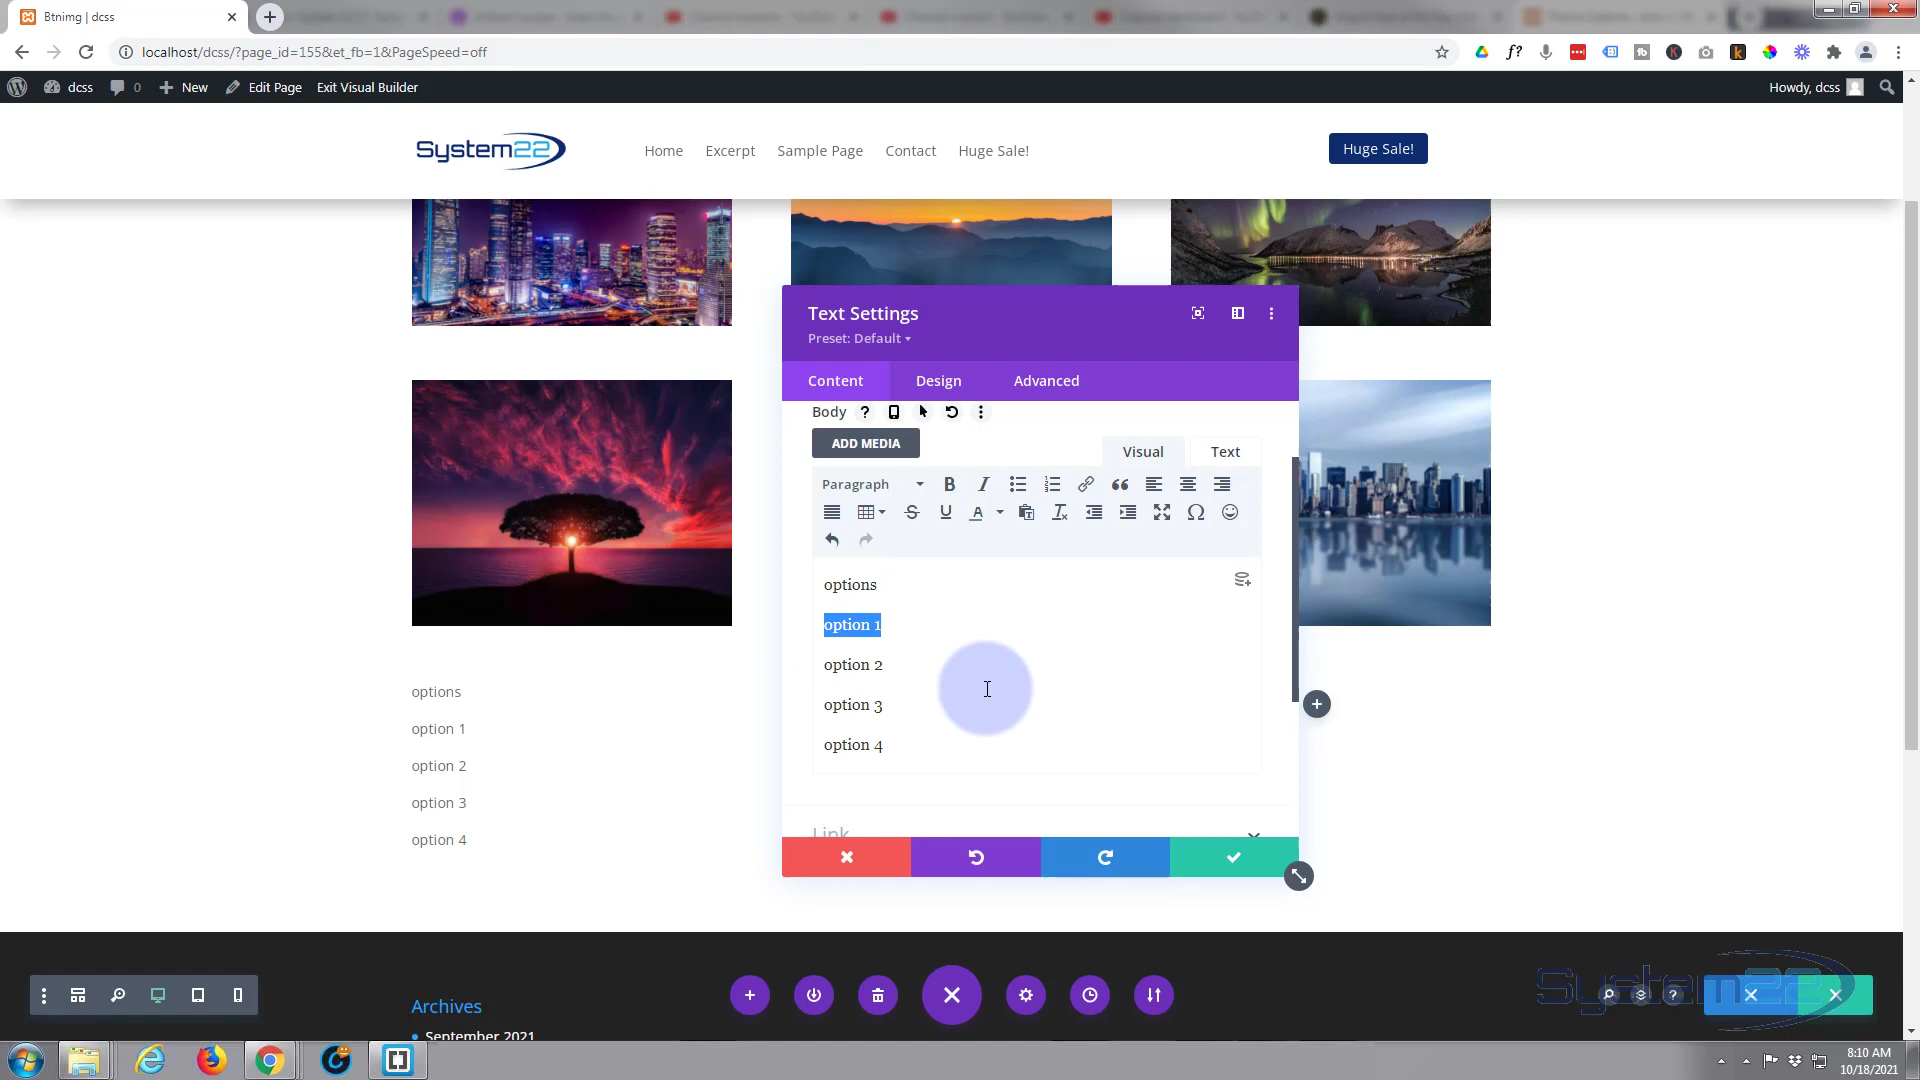 Btnimg | dcss
localhost/dcss/?page_id=155&et_fb=1&PageSpeed=off
dcss
0
New
Edit Page
Exit Visual Builder
Howdy, dcss
System22
Home
Excerpt
Sample Page
Contact
Huge Sale!
Huge Sale!
Text Settings
Preset: Default
Content
Design
Advanced
Body
ADD MEDIA
Visual
Text
Paragraph
options
option 1
option 2
option 3
option 4
Link
options
option 1
option 2
option 3
option 4
Archives
September 2021
System22
8:10 AM
10/18/2021